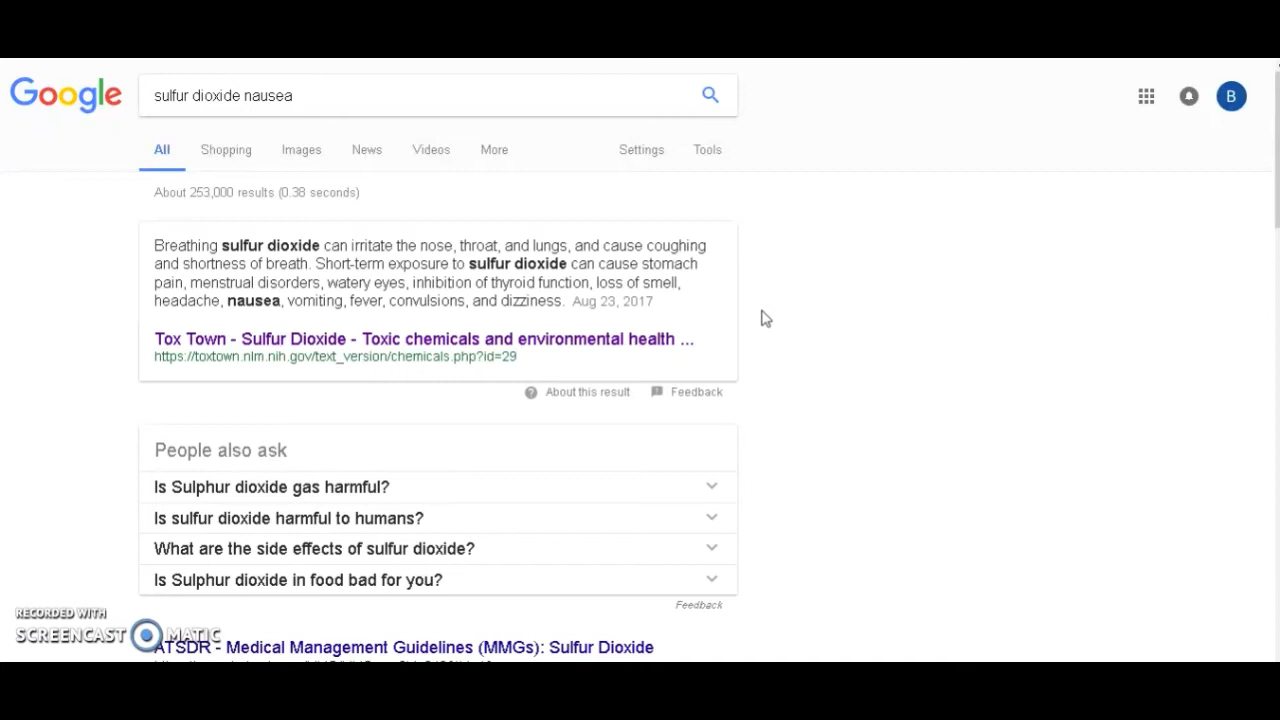 Google
sulfur dioxide nausea
B
All Shopping Images News Videos More Settings Tools
About 253,000 results (0.38 seconds)
Breathing sulfur dioxide can irritate the nose, throat, and lungs, and cause coughing
and shortness of breath. Short-term exposure to sulfur dioxide can cause stomach
pain, menstrual disorders, watery eyes, inhibition of thyroid function, loss of smell,
headache, nausea, vomiting, fever, convulsions, and dizziness. Aug 23, 2017
Tox Town - Sulfur Dioxide - Toxic chemicals and environmental health ...
https://toxtown.nlm.nih.gov/text_version/chemicals.php?id=29
About this result Feedback
People also ask
Is Sulphur dioxide gas harmful?
Is sulfur dioxide harmful to humans?
What are the side effects of sulfur dioxide?
Is Sulphur dioxide in food bad for you?
Feedback
RECORDED WITH
SCREENCAST MATIC
ATSDR - Medical Management Guidelines (MMGs): Sulfur Dioxide